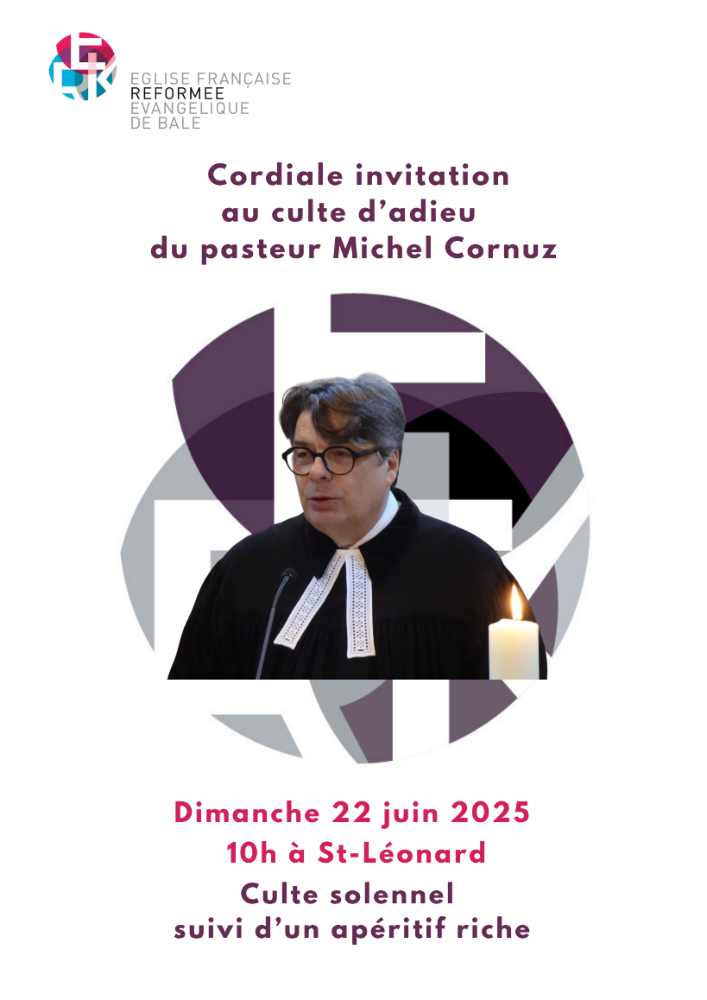 EGLISE FRANÇAISE
REFORMEE
EVANGELIQUE
DE BALE
Cordiale invitation
au culte d’adieu
du pasteur Michel Cornuz
Dimanche 22 juin 2025
10h à St-Léonard
Culte solennel
suivi d’un apéritif riche